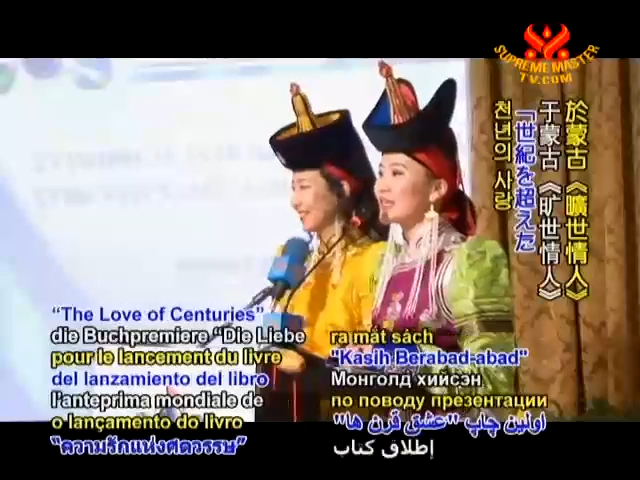 SUPREME MASTER
TV.COM
於蒙古《曠世情人》
于蒙古《旷世情人》
「世紀を超えた
천년의 사랑
"The Love of Centuries"
die Buchpremiere "Die Liebe
pour le lancement du livre
del lanzamiento del libro
l'anteprima mondiale de
o lançamento do livro
"ความรักแห่งศตวรรษ"
ra mắt sách
"Kasih Berabad-abad"
Монголд хийсэн
по поводу презентации
اولین چاپ "عشق قرن ها"
إطلاق كتاب